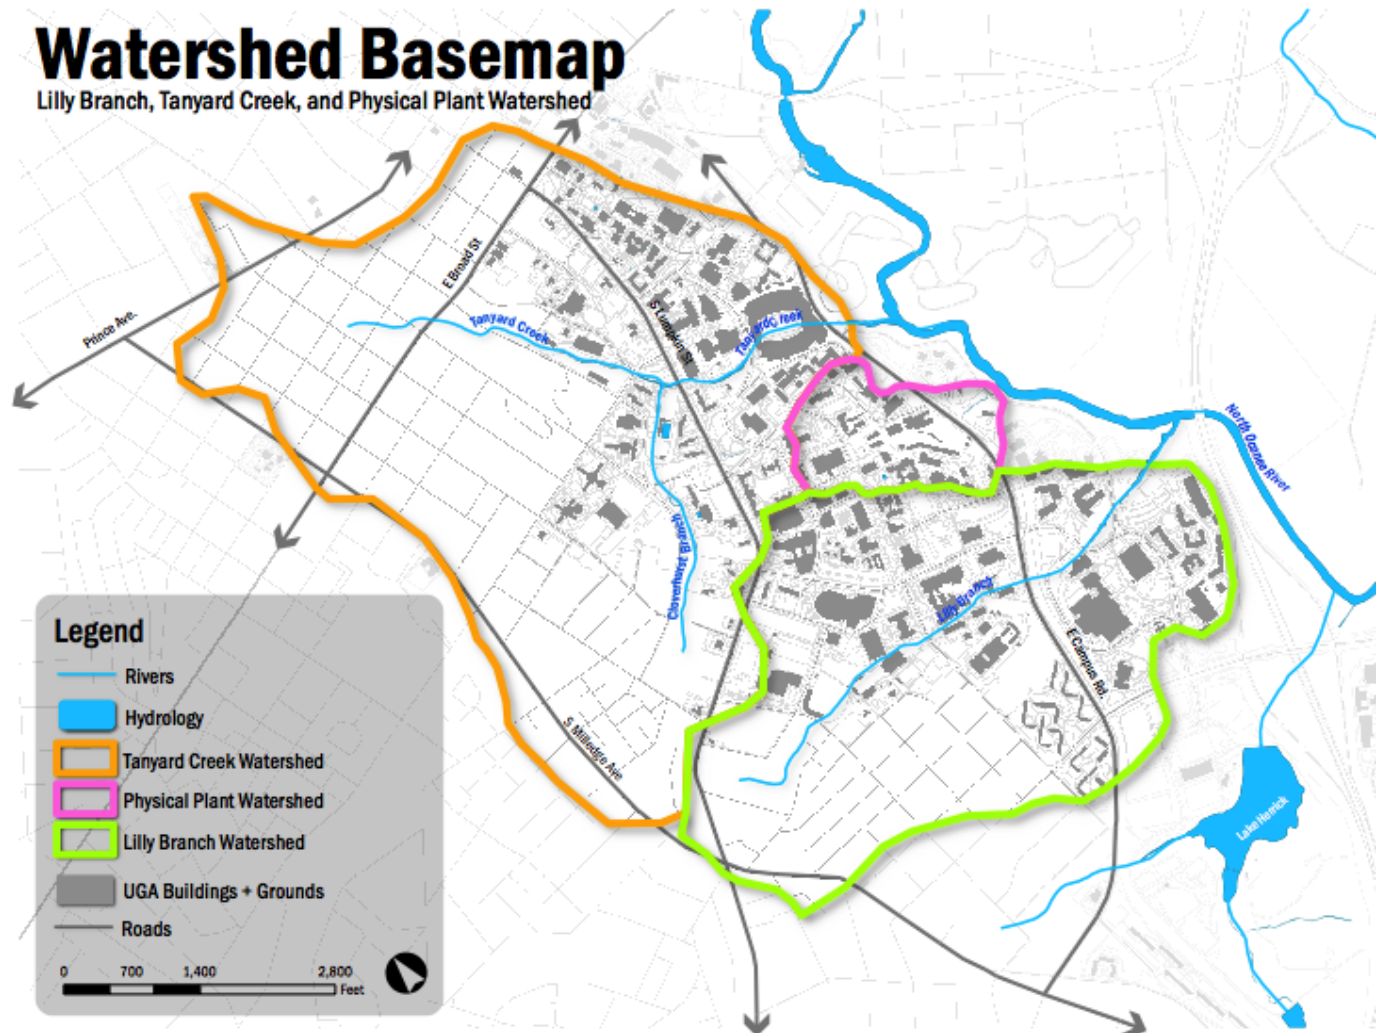 Watershed Basemap
Lilly Branch, Tanyard Creek, and Physical Plant Watershed
Prince Ave.
E Broad St
Tanyard Creek
S Lumpkin St
Tanyard Creek
North Oconee River
Cloverhurst Branch
Lilly Branch
E Campus Rd.
S Milledge Ave
Lake Herrick
Legend
Rivers
Hydrology
Tanyard Creek Watershed
Physical Plant Watershed
Lilly Branch Watershed
UGA Buildings + Grounds
Roads
0 700 1,400 2,800
Feet